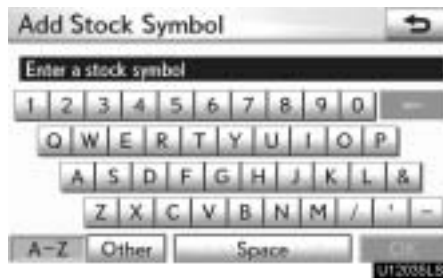 Add Stock Symbol
Enter a stock symbol
1 2 3 4 5 6 7 8 9 0
Q W E R T Y U I O P
A S D F G H J K L &
Z X C V B N M / ' -
A-Z Other Space OK